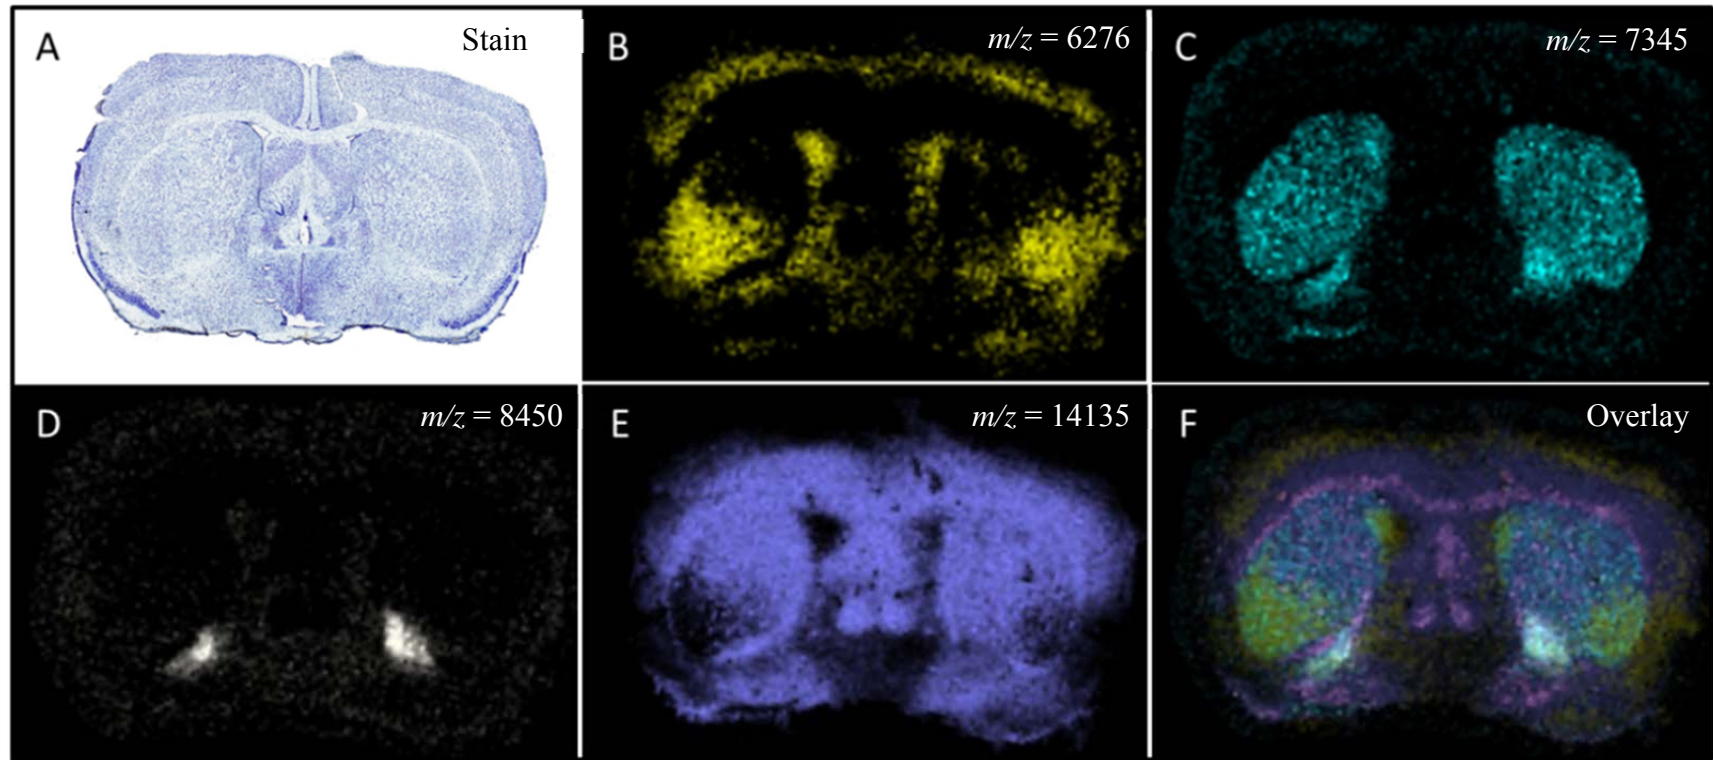 A Stain
B m/z = 6276
C m/z = 7345
D m/z = 8450
E m/z = 14135
F Overlay